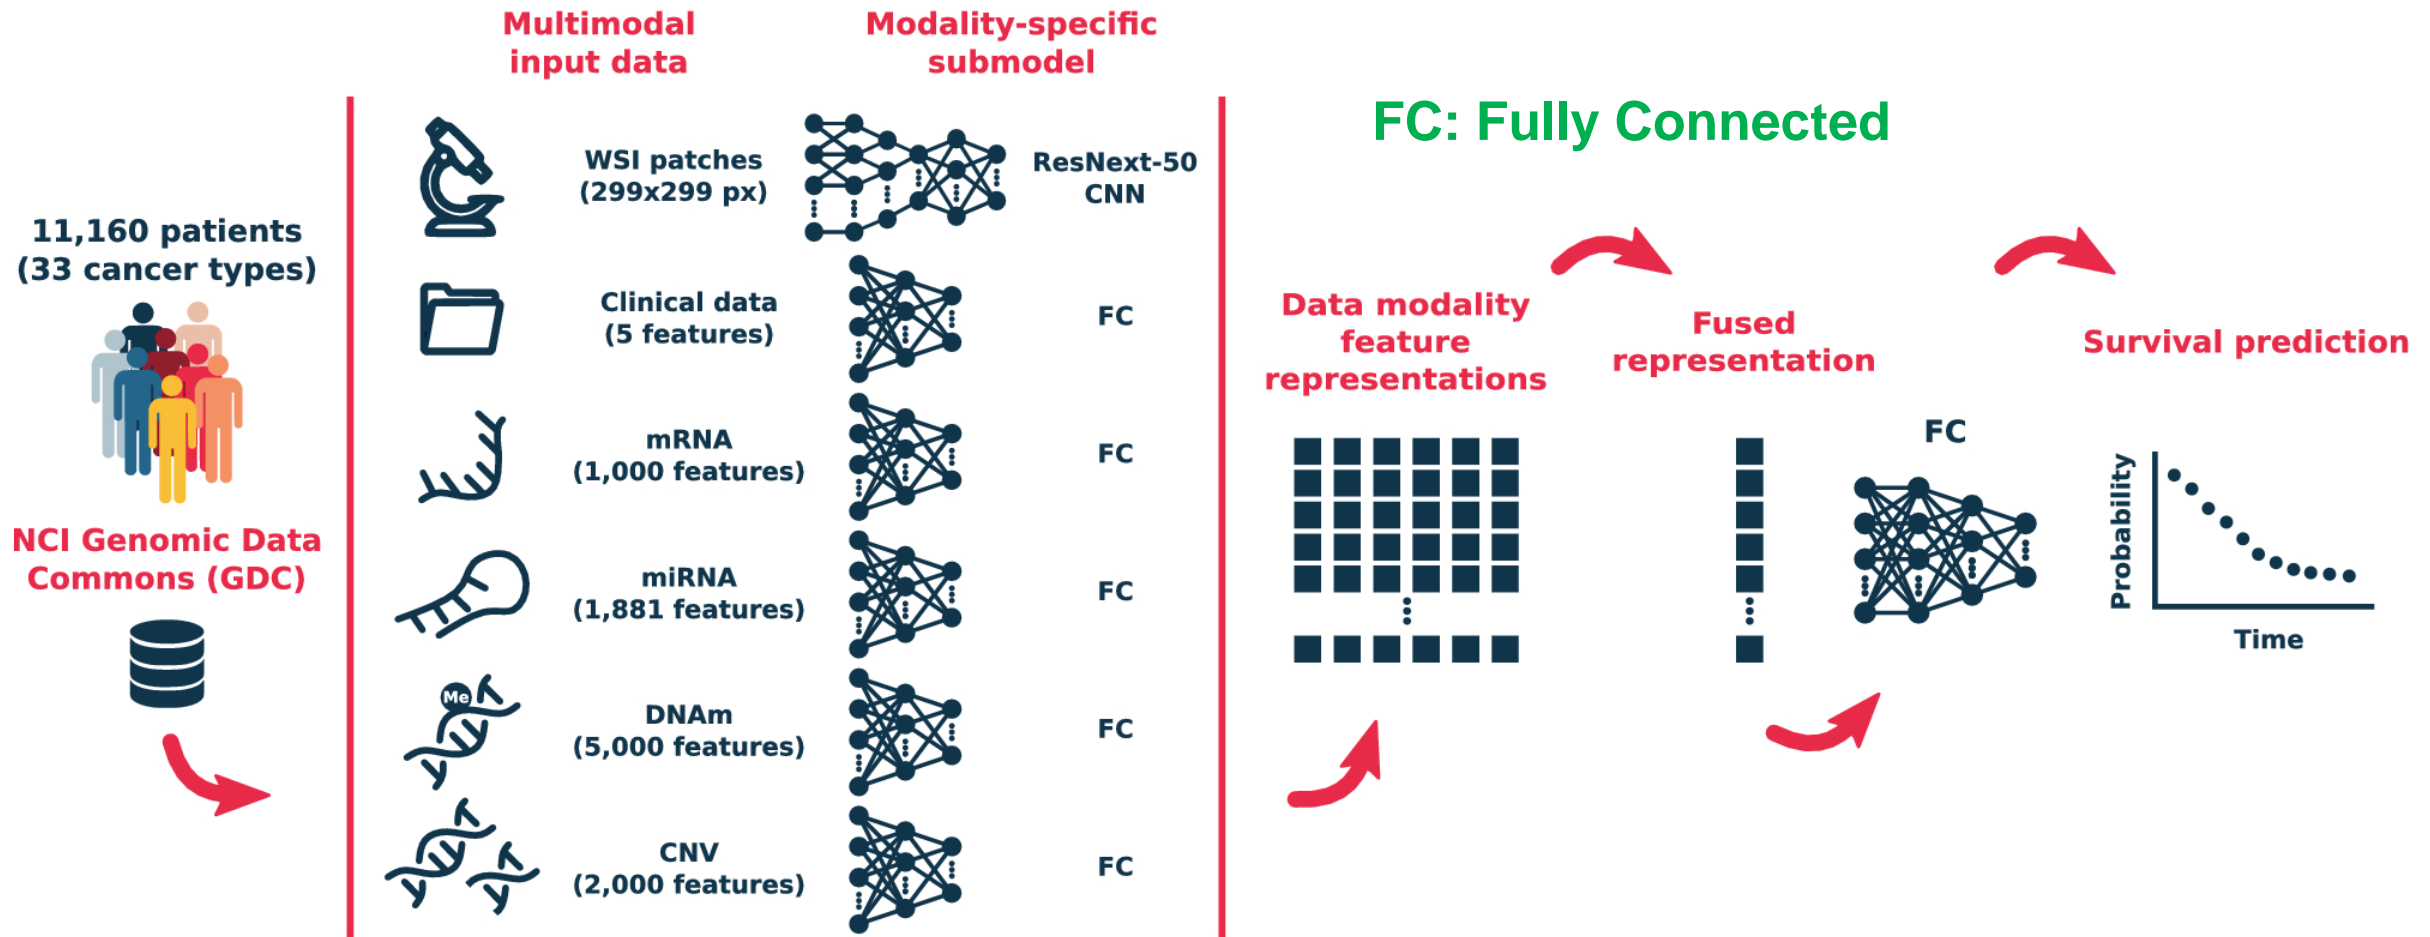 11,160 patients
(33 cancer types)
NCI Genomic Data
Commons (GDC)
Multimodal
input data
Modality-specific
submodel
WSI patches
(299x299 px)
ResNext-50
CNN
Clinical data
(5 features)
FC
mRNA
(1,000 features)
FC
miRNA
(1,881 features)
FC
Me
DNAm
(5,000 features)
FC
CNV
(2,000 features)
FC
FC: Fully Connected
Data modality
feature
representations
Fused
representation
FC
Survival prediction
Probability
Time